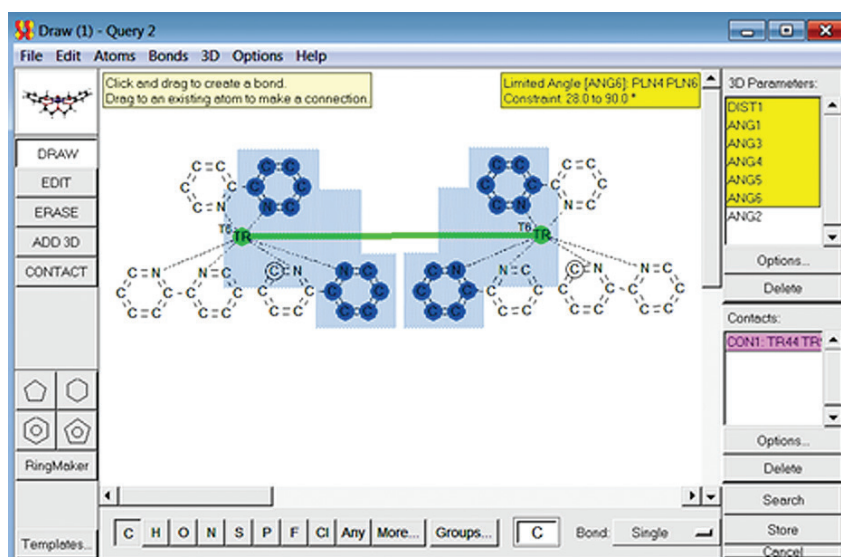 Draw (1) - Query 2
File Edit Atoms Bonds 3D Options Help
Click and drag to create a bond.
Drag to an existing atom to make a connection.
Limited Angle [ANG6]: PLN4 PLN6
Constraint 28.0 to 90.0 °
3D Parameters:
DIST1
ANG1
ANG3
ANG4
ANG5
ANG6
ANG2
Options...
Delete
Contacts:
CON1: TR44 TR
Options...
Delete
Search
Store
Cancel
DRAW
EDIT
ERASE
ADD 3D
CONTACT
RingMaker
Templates...
T6 TR
T6 TR
C H O N S P F Cl Any More... Groups... C Bond: Single